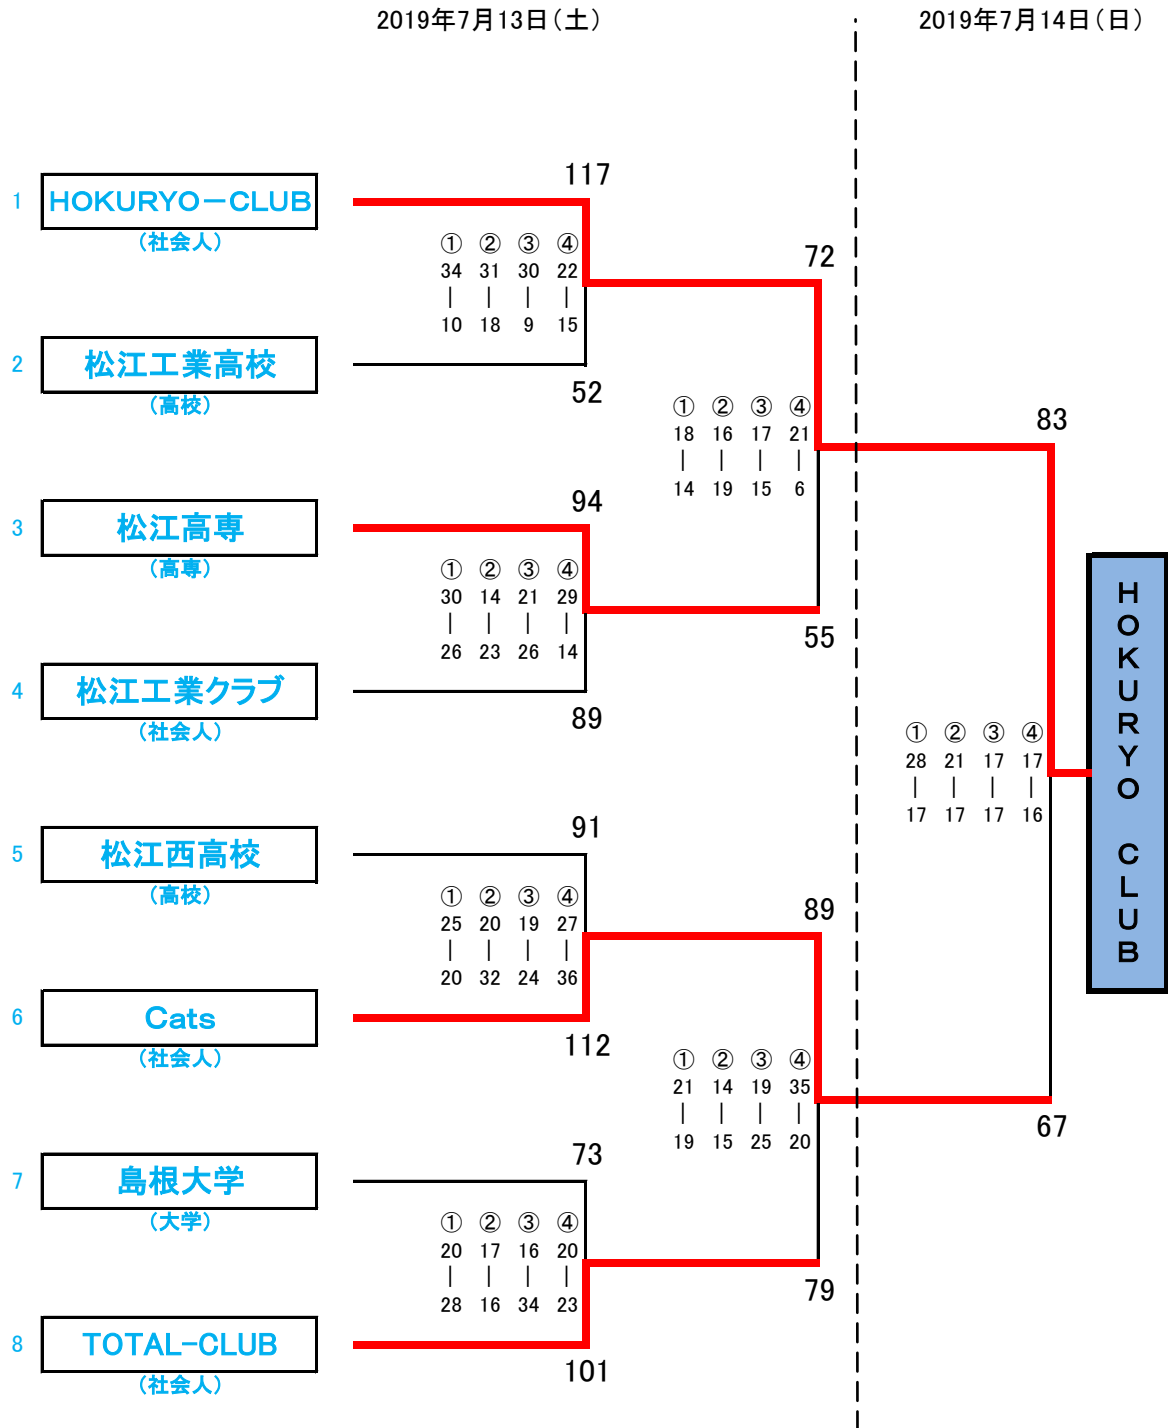 2019年7月13日（土）
2019年7月14日（日）
117
1
HOKURYO－CLUB
（社会人）
① ② ③ ④
34 31 30 22
| | | |
10 18 9 15
72
2
松江工業高校
（高校）
52
① ② ③ ④
18 16 17 21
| | | |
14 19 15 6
83
94
3
松江高専
（高専）
① ② ③ ④
30 14 21 29
| | | |
26 23 26 14
55
4
松江工業クラブ
（社会人）
89
① ② ③ ④
28 21 17 17
| | | |
17 17 17 16
HOKURYO CLUB
91
5
松江西高校
（高校）
① ② ③ ④
25 20 19 27
| | | |
20 32 24 36
89
6
Cats
（社会人）
112
① ② ③ ④
21 14 19 35
| | | |
19 15 25 20
67
73
7
島根大学
（大学）
① ② ③ ④
20 17 16 20
| | | |
28 16 34 23
79
8
TOTAL-CLUB
（社会人）
101